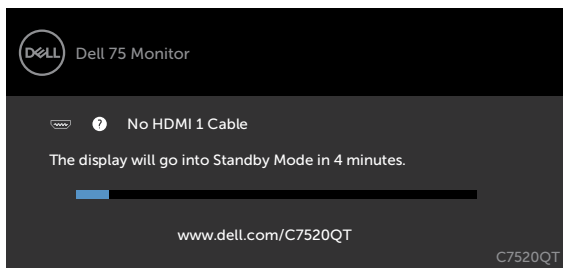 DELL
Dell 75 Monitor
? No HDMI 1 Cable
The display will go into Standby Mode in 4 minutes.
www.dell.com/C7520QT
C7520QT